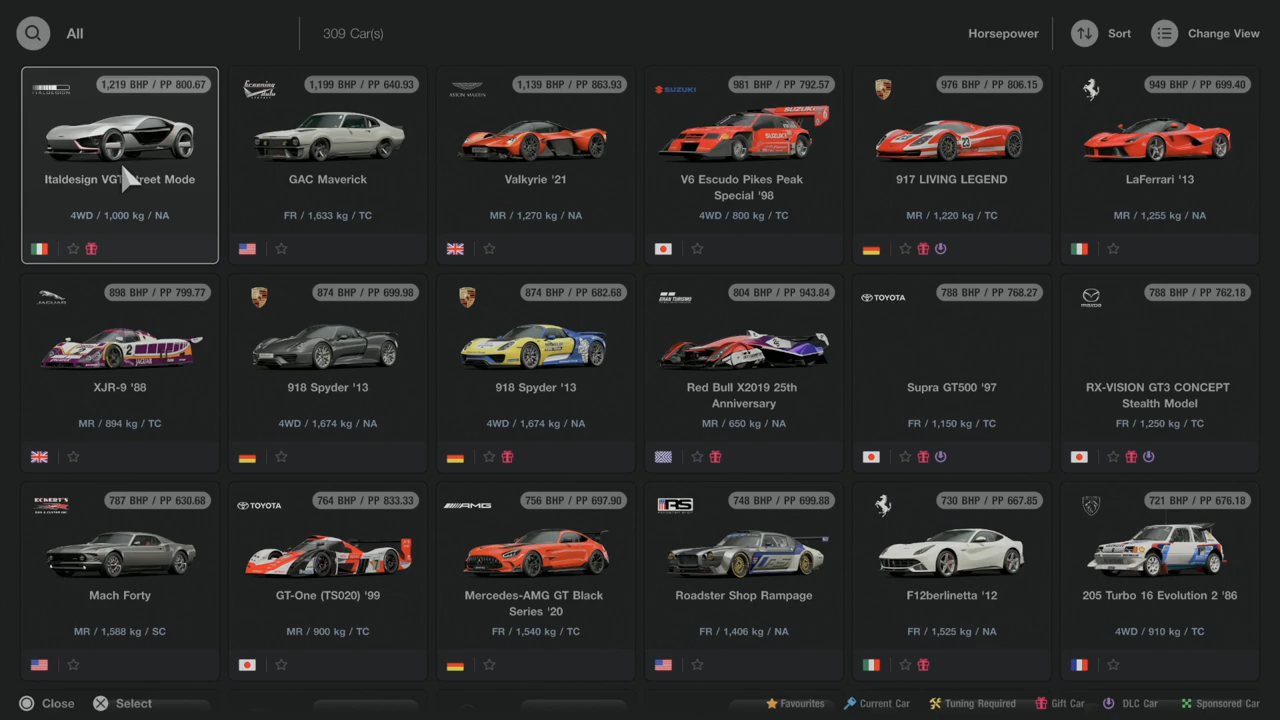 All
309 Car(s)
Horsepower
Sort
Change View
1,219 BHP / PP 800.67
Italdesign VGT Street Mode
4WD / 1,000 kg / NA
1,199 BHP / PP 640.93
GAC Maverick
FR / 1,633 kg / TC
ASTON MARTIN
1,139 BHP / PP 863.93
Valkyrie '21
MR / 1,270 kg / NA
SUZUKI
981 BHP / PP 792.57
SUZUKI
V6 Escudo Pikes Peak
Special '98
4WD / 800 kg / TC
976 BHP / PP 806.15
23
917 LIVING LEGEND
MR / 1,220 kg / TC
949 BHP / PP 699.40
LaFerrari '13
MR / 1,255 kg / NA
JAGUAR
898 BHP / PP 799.77
2
XJR-9 '88
MR / 894 kg / TC
874 BHP / PP 699.98
918 Spyder '13
4WD / 1,674 kg / NA
874 BHP / PP 682.68
918 Spyder '13
4WD / 1,674 kg / NA
GRAN TURISMO
804 BHP / PP 943.84
Red Bull X2019 25th
Anniversary
MR / 650 kg / NA
TOYOTA
788 BHP / PP 768.27
Supra GT500 '97
FR / 1,150 kg / TC
mazda
788 BHP / PP 762.18
RX-VISION GT3 CONCEPT
Stealth Model
FR / 1,250 kg / TC
ECKERT'S
787 BHP / PP 630.68
Mach Forty
MR / 1,588 kg / SC
TOYOTA
764 BHP / PP 833.33
GT-One (TS020) '99
MR / 900 kg / TC
AMG
756 BHP / PP 697.90
Mercedes-AMG GT Black
Series '20
FR / 1,540 kg / TC
RS
748 BHP / PP 699.88
Roadster Shop Rampage
FR / 1,406 kg / NA
730 BHP / PP 667.85
F12berlinetta '12
FR / 1,525 kg / NA
721 BHP / PP 676.18
205 Turbo 16 Evolution 2 '86
4WD / 910 kg / TC
Close
Select
Favourites
Current Car
Tuning Required
Gift Car
DLC Car
Sponsored Car